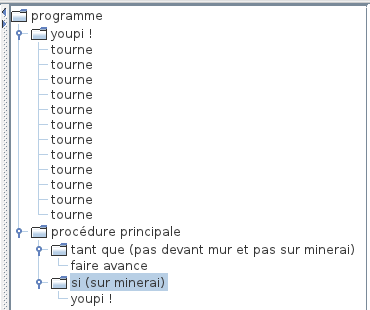 programme
youpi !
tourne
tourne
tourne
tourne
tourne
tourne
tourne
tourne
tourne
tourne
tourne
tourne
procédure principale
tant que (pas devant mur et pas sur minerai)
faire avance
si (sur minerai)
youpi !